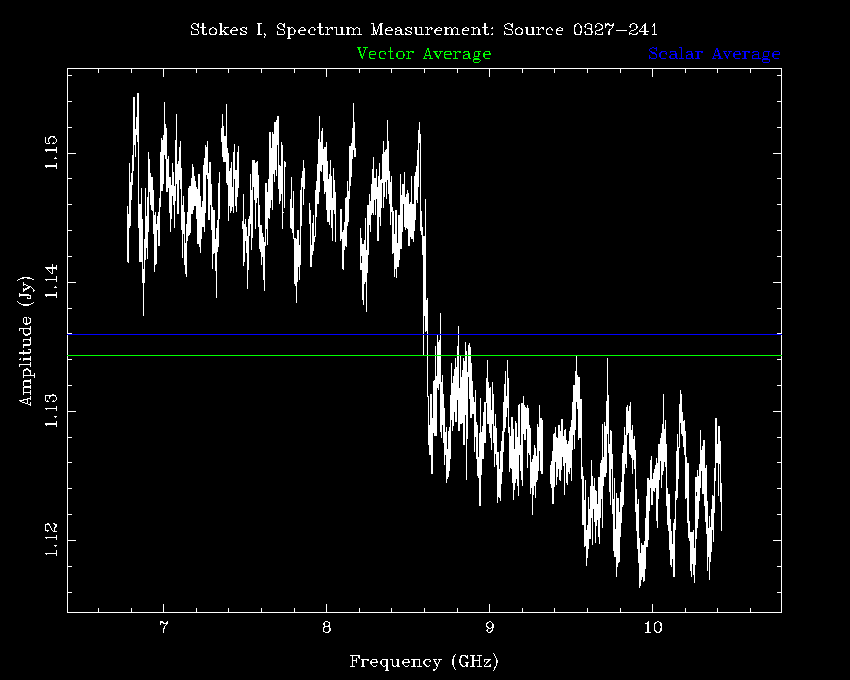 Stokes I, Spectrum Measurement: Source 0327-241
Vector Average Scalar Average
1.15
1.14
1.13
1.12
Amplitude (Jy)
7 8 9 10
Frequency (GHz)